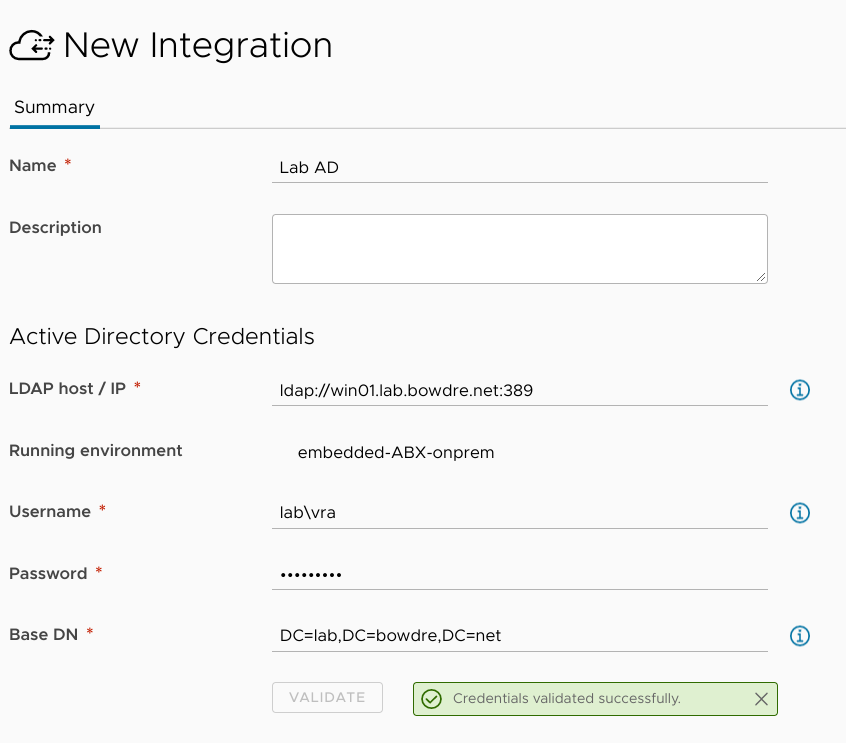 New Integration
Summary
Name *
Lab AD
Description
Active Directory Credentials
LDAP host / IP *
ldap://win01.lab.bowdre.net:389
Running environment
embedded-ABX-onprem
Username *
lab\vra
Password *
•••••••••
Base DN *
DC=lab,DC=bowdre,DC=net
VALIDATE
Credentials validated successfully.